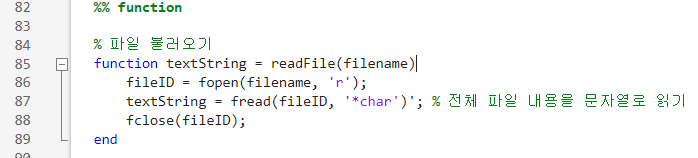 82 %% function
83
84 % 파일 불러오기
85 function textString = readFile(filename)
86 fileID = fopen(filename, 'r');
87 textString = fread(fileID, '*char')'; % 전체 파일 내용을 문자열로 읽기
88 fclose(fileID);
89 end
90